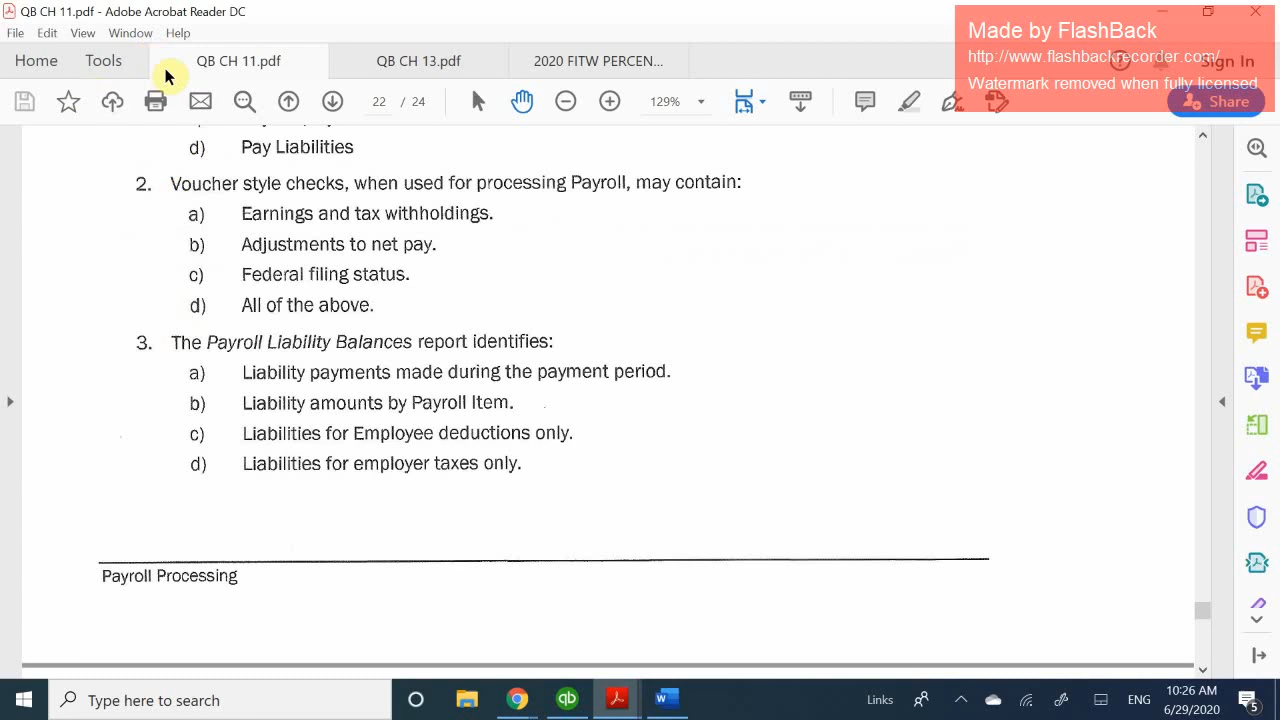 QB CH 11.pdf - Adobe Acrobat Reader DC
File Edit View Window Help
Made by FlashBack
http://www.flashbackrecorder.com/
Watermark removed when fully licensed
Home Tools QB CH 11.pdf QB CH 13.pdf 2020 FITW PERCEN... Sign In
22 / 24 129% Share
d) Pay Liabilities
2. Voucher style checks, when used for processing Payroll, may contain:
a) Earnings and tax withholdings.
b) Adjustments to net pay.
c) Federal filing status.
d) All of the above.
3. The Payroll Liability Balances report identifies:
a) Liability payments made during the payment period.
b) Liability amounts by Payroll Item.
c) Liabilities for Employee deductions only.
d) Liabilities for employer taxes only.
Payroll Processing
Type here to search
Links
ENG
10:26 AM
6/29/2020
5